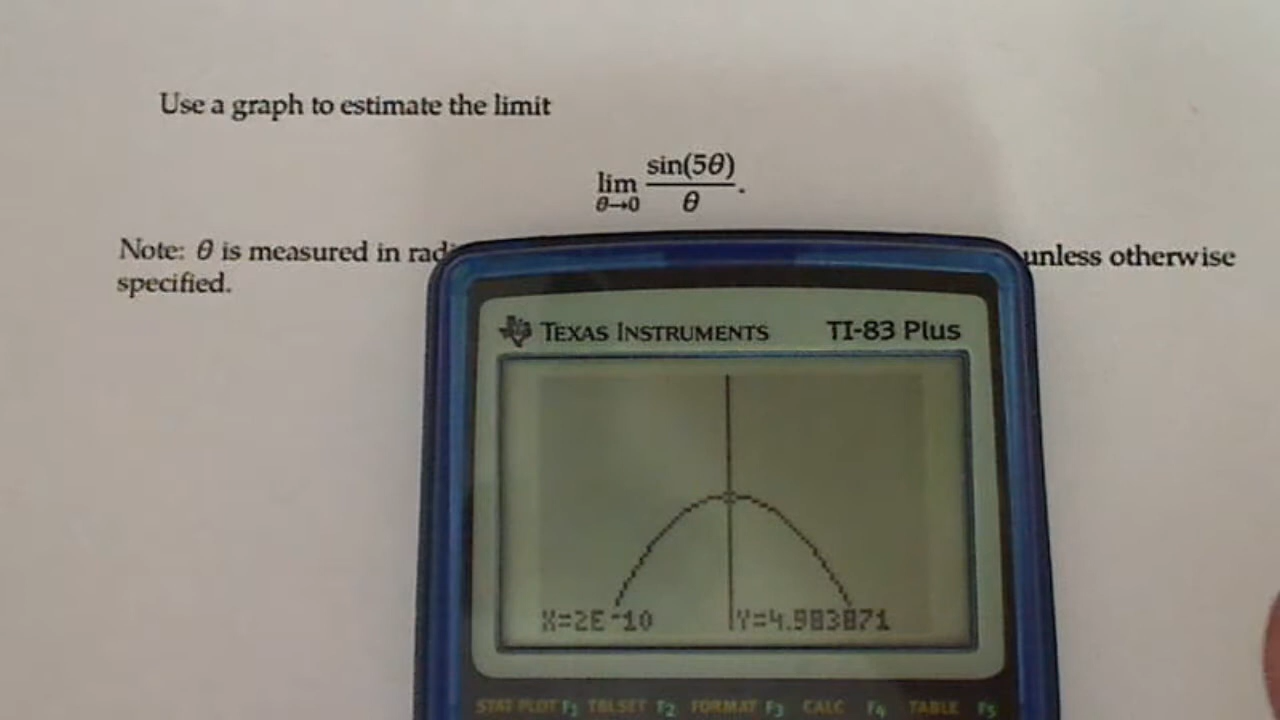 Use a graph to estimate the limit
lim θ→0 sin(5θ)/θ.
Note: θ is measured in radi unless otherwise
specified.
TEXAS INSTRUMENTS TI-83 Plus
X=2E-10 Y=4.983871
STAT PLOT F1 TBLSET F2 FORMAT F3 CALC F4 TABLE F5